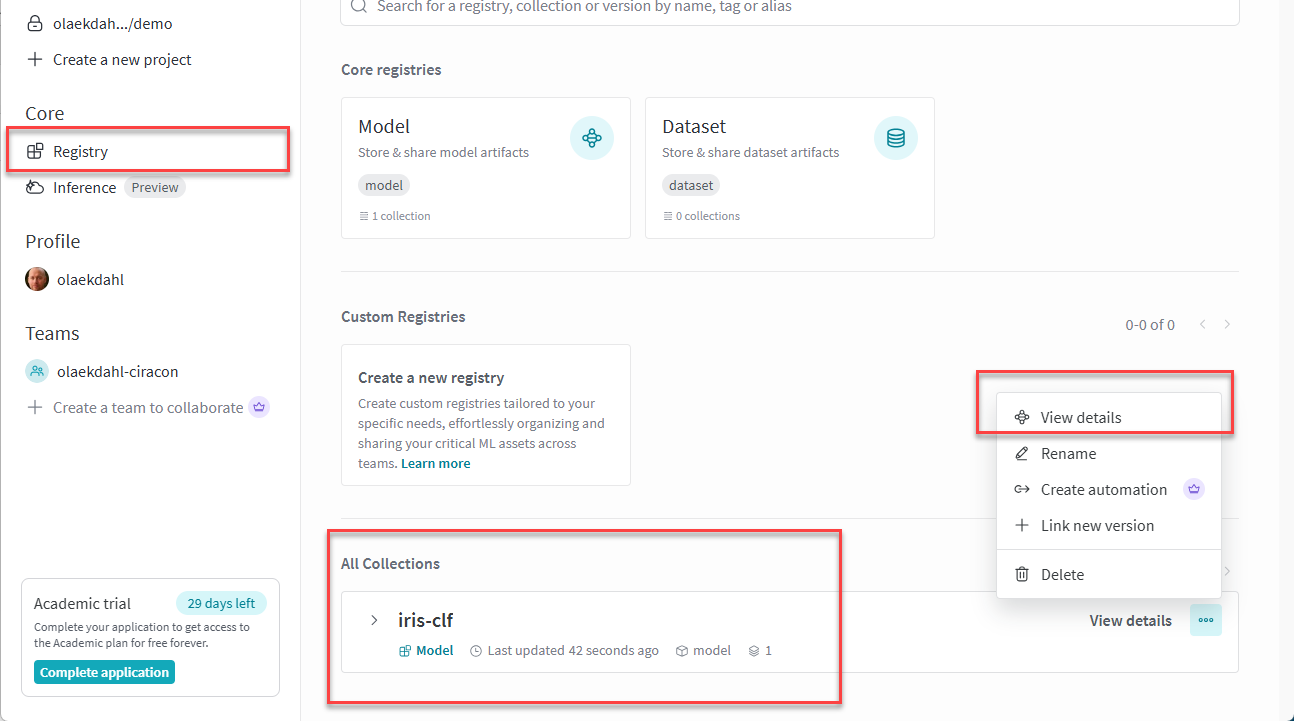 olaekdah.../demo
Create a new project
Core
Registry
Inference Preview
Profile
olaekdahl
Teams
olaekdahl-ciracon
Create a team to collaborate
Academic trial 29 days left
Complete your application to get access to
the Academic plan for free forever.
Complete application
Search for a registry, collection or version by name, tag or alias
Core registries
Model
Store & share model artifacts
model
1 collection
Dataset
Store & share dataset artifacts
dataset
0 collections
Custom Registries
0-0 of 0
Create a new registry
Create custom registries tailored to your
specific needs, effortlessly organizing and
sharing your critical ML assets across
teams. Learn more
View details
Rename
Create automation
Link new version
Delete
All Collections
iris-clf
Model Last updated 42 seconds ago model 1
View details